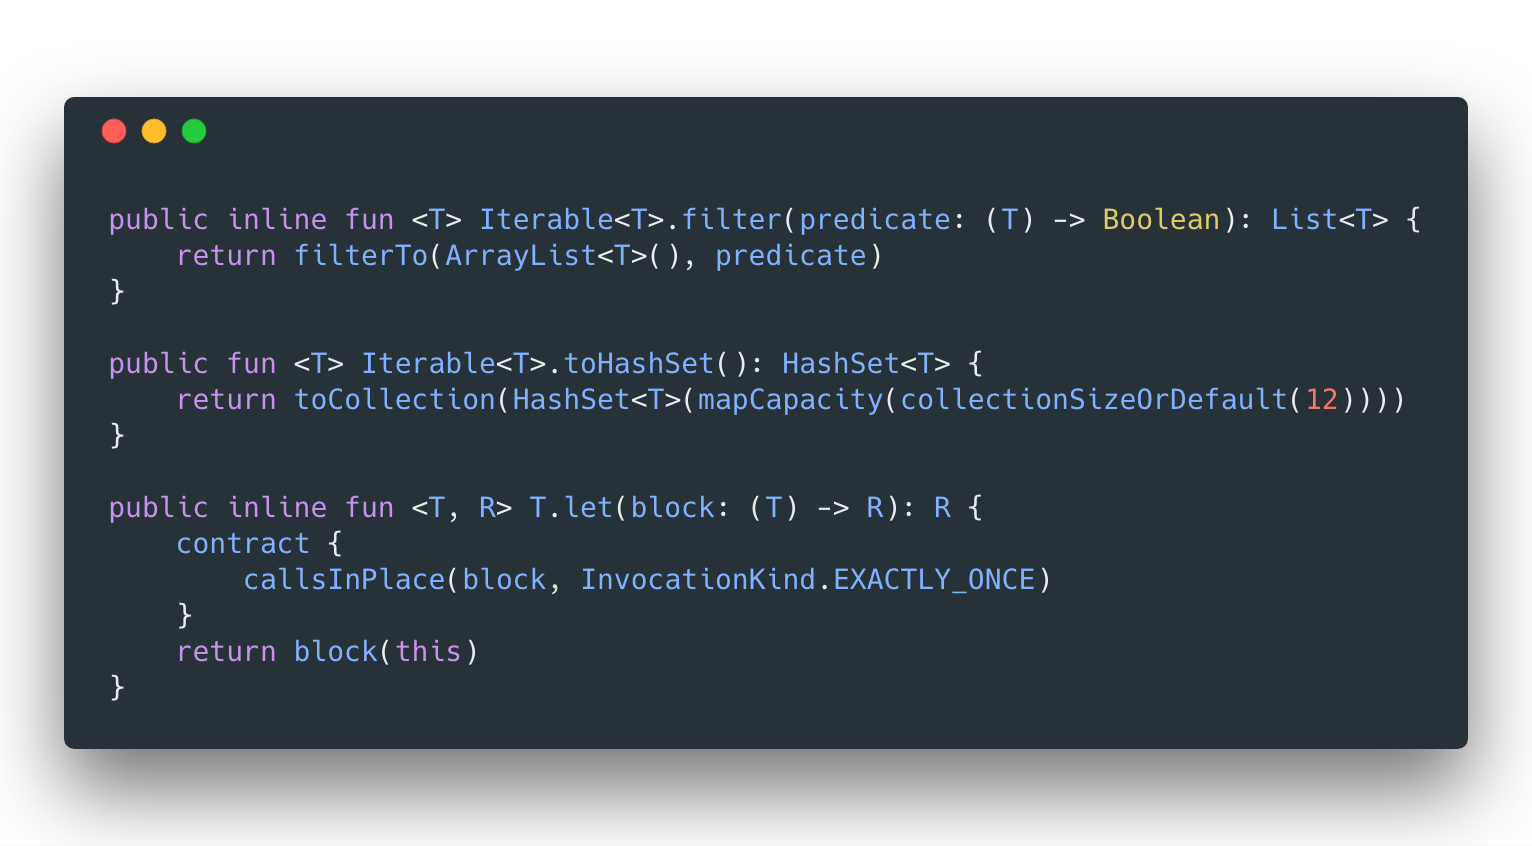 public inline fun <T> Iterable<T>.filter(predicate: (T) -> Boolean): List<T> {
    return filterTo(ArrayList<T>(), predicate)
}

public fun <T> Iterable<T>.toHashSet(): HashSet<T> {
    return toCollection(HashSet<T>(mapCapacity(collectionSizeOrDefault(12))))
}

public inline fun <T, R> T.let(block: (T) -> R): R {
    contract {
        callsInPlace(block, InvocationKind.EXACTLY_ONCE)
    }
    return block(this)
}